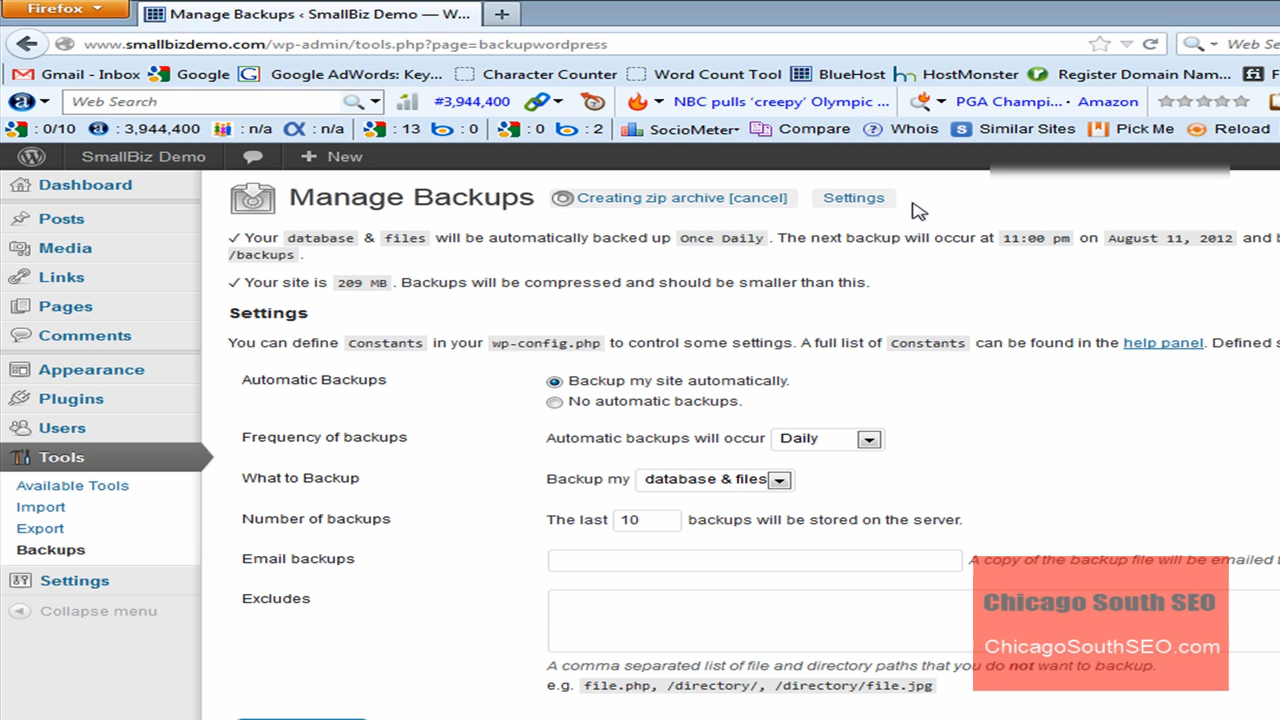 Firefox
Manage Backups ‹ SmallBiz Demo — W...
www.smallbizdemo.com/wp-admin/tools.php?page=backupwordpress
Web Se
Gmail - Inbox Google Google AdWords: Key... Character Counter Word Count Tool BlueHost HostMonster Register Domain Nam...
Web Search #3,944,400 NBC pulls 'creepy' Olympic ... PGA Champi... · Amazon
: 0/10 : 3,944,400 : n/a : n/a : 13 : 0 : 0 : 2 SocioMeter Compare Whois Similar Sites Pick Me Reload
SmallBiz Demo + New
Dashboard
Posts
Media
Links
Pages
Comments
Appearance
Plugins
Users
Tools
Available Tools
Import
Export
Backups
Settings
Collapse menu
Manage Backups Creating zip archive [cancel] Settings
✓ Your database & files will be automatically backed up Once Daily. The next backup will occur at 11:00 pm on August 11, 2012 and
/backups.
✓ Your site is 209 MB. Backups will be compressed and should be smaller than this.
Settings
You can define Constants in your wp-config.php to control some settings. A full list of Constants can be found in the help panel. Defined
Automatic Backups
Backup my site automatically.
No automatic backups.
Frequency of backups Automatic backups will occur Daily
What to Backup Backup my database & files
Number of backups The last 10 backups will be stored on the server.
Email backups A copy of the backup file will be emailed
Excludes
A comma separated list of file and directory paths that you do not want to backup.
e.g. file.php, /directory/, /directory/file.jpg
Chicago South SEO
ChicagoSouthSEO.com